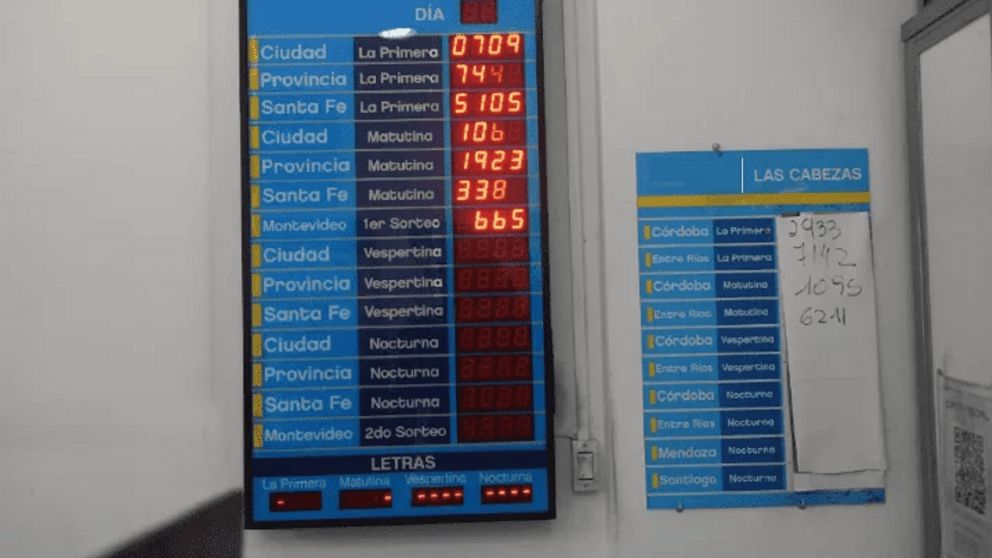 DÍA
Ciudad La Primera 0709
Provincia La Primera 744
Santa Fe La Primera 5105
Ciudad Matutina 106
Provincia Matutina 1923
Santa Fe Matutina 338
Montevideo 1er Sorteo 665
Ciudad Vespertina
Provincia Vespertina
Santa Fe Vespertina
Ciudad Nocturna
Provincia Nocturna
Santa Fe Nocturna
Montevideo 2do Sorteo
LETRAS
La Primera Matutina Vespertina Nocturna
LAS CABEZAS
Córdoba La Primera 2933
Entre Ríos La Primera 7142
Córdoba Matutina 1095
Entre Ríos Matutina 6211
Córdoba Vespertina
Entre Ríos Vespertina
Córdoba Nocturna
Entre Ríos Nocturna
Mendoza Nocturna
Santiago Nocturna